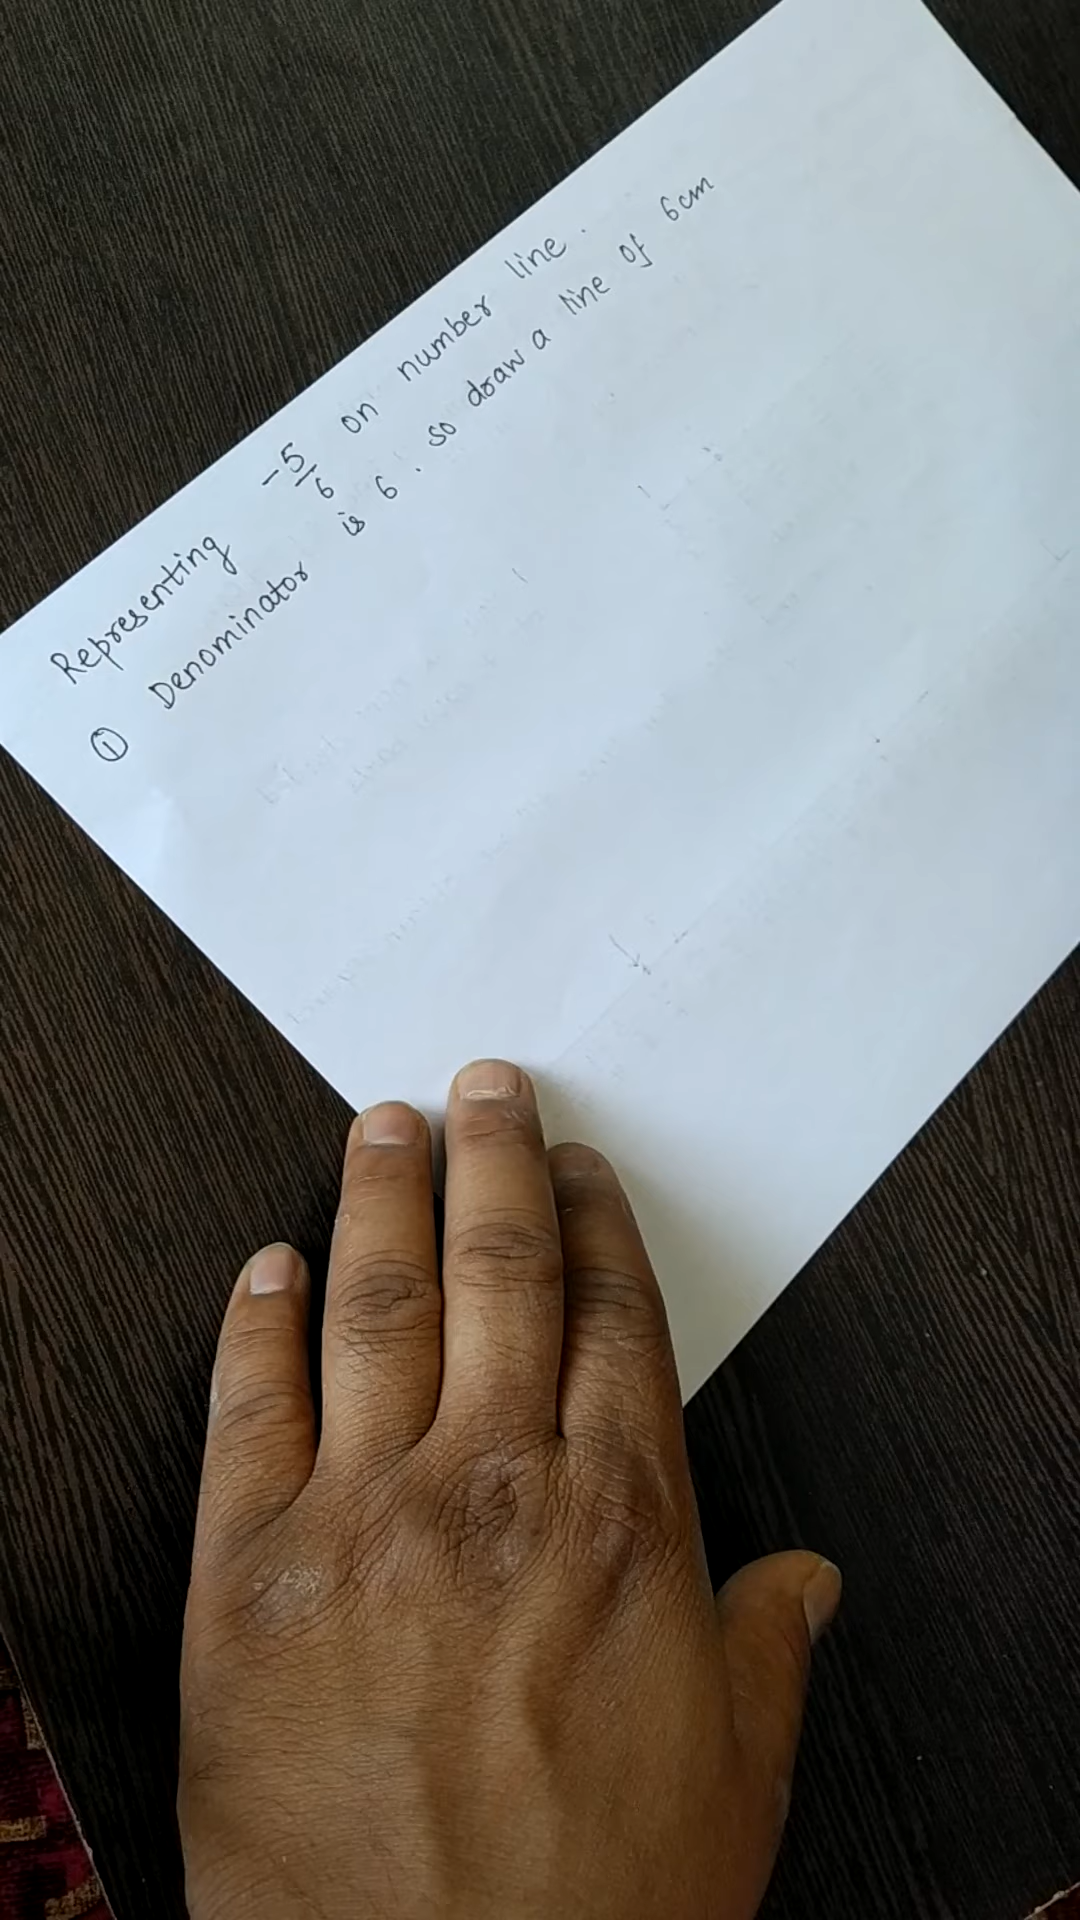 Representing -5/6 on number line.
① Denominator is 6. so draw a line of 6cm